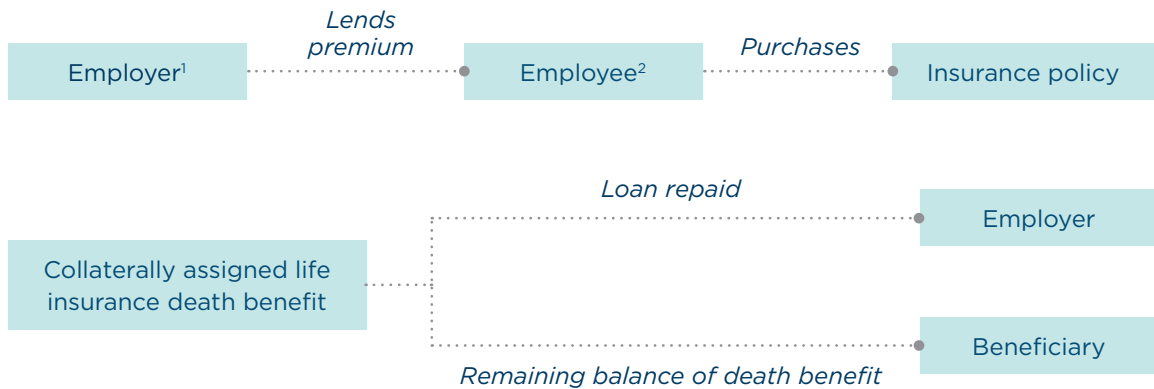 Lends
premium
Purchases
Employer¹
Employee²
Insurance policy
Loan repaid
Employer
Collaterally assigned life
insurance death benefit
Beneficiary
Remaining balance of death benefit